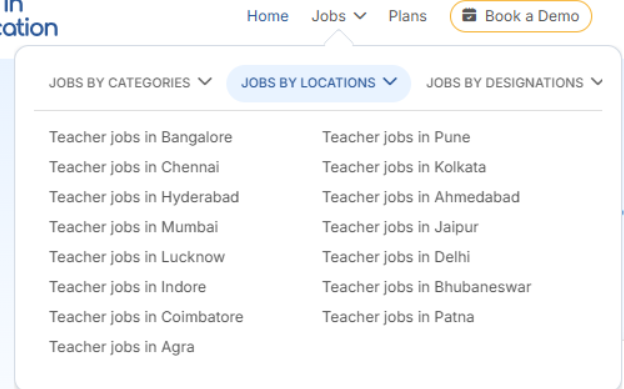 in
cation
Home Jobs Plans Book a Demo
JOBS BY CATEGORIES JOBS BY LOCATIONS JOBS BY DESIGNATIONS
Teacher jobs in Bangalore Teacher jobs in Pune
Teacher jobs in Chennai Teacher jobs in Kolkata
Teacher jobs in Hyderabad Teacher jobs in Ahmedabad
Teacher jobs in Mumbai Teacher jobs in Jaipur
Teacher jobs in Lucknow Teacher jobs in Delhi
Teacher jobs in Indore Teacher jobs in Bhubaneswar
Teacher jobs in Coimbatore Teacher jobs in Patna
Teacher jobs in Agra